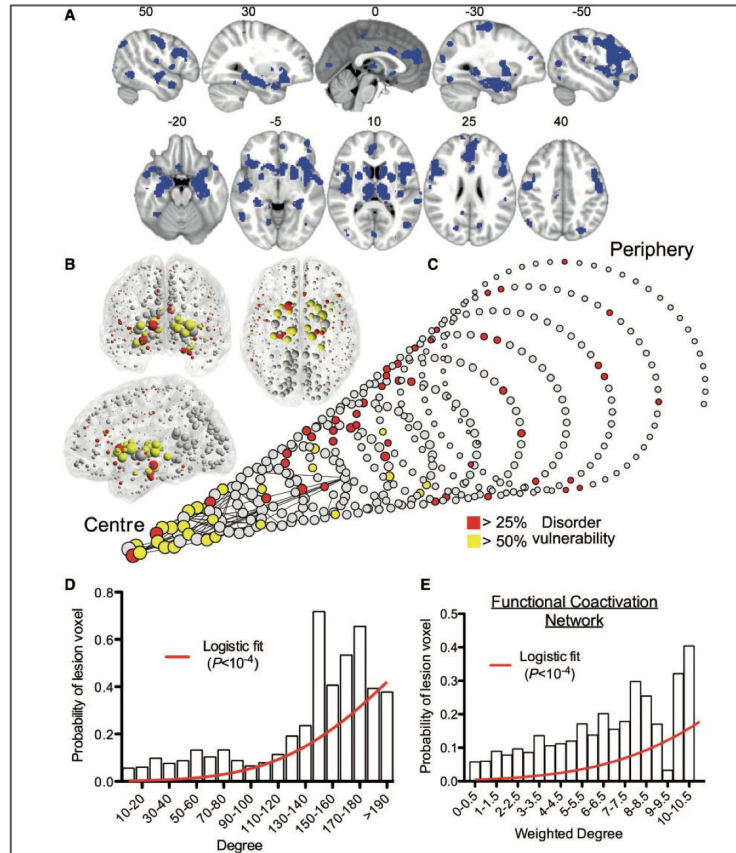 A
50 30 0 -30 -50
-20 -5 10 25 40
B
C
Periphery
Centre
> 25% Disorder
> 50% vulnerability
D
Probability of lesion voxel
0.8
0.6
0.4
0.2
0.0
Logistic fit
(P<10-4)
10-20 30-40 50-60 70-80 90-100 110-120 130-140 150-160 170-180 >190
Degree
E
Functional Coactivation
Network
Probability of lesion voxel
0.5
0.4
0.3
0.2
0.1
0.0
Logistic fit
(P<10-4)
0-0.5 1-1.5 2-2.5 3-3.5 4-4.5 5-5.5 6-6.5 7-7.5 8-8.5 9-9.5 10-10.5
Weighted Degree